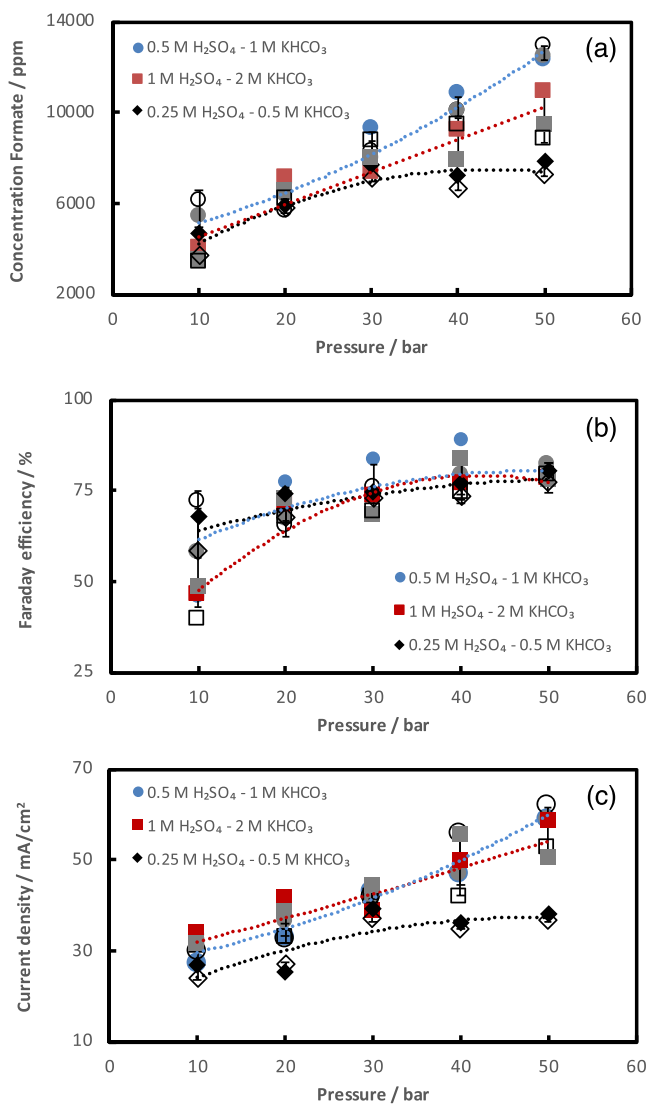 14000
(a)
0.5 M H₂SO₄ - 1 M KHCO₃
1 M H₂SO₄ - 2 M KHCO₃
0.25 M H₂SO₄ - 0.5 KHCO₃
10000
6000
2000
Concentration Formate / ppm
0 10 20 30 40 50 60
Pressure / bar
100
(b)
75
50
25
Faraday efficiency / %
0.5 M H₂SO₄ - 1 M KHCO₃
1 M H₂SO₄ - 2 M KHCO₃
0.25 M H₂SO₄ - 0.5 M KHCO₃
0 10 20 30 40 50 60
Pressure / bar
70
(c)
0.5 M H₂SO₄ - 1 M KHCO₃
1 M H₂SO₄ - 2 M KHCO₃
0.25 M H₂SO₄ - 0.5 M KHCO₃
50
30
10
Current density / mA/cm²
0 10 20 30 40 50 60
Pressure / bar